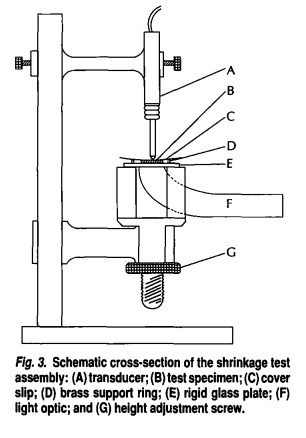 A
B
C
D
E
F
G
Fig. 3. Schematic cross-section of the shrinkage test
assembly: (A) transducer; (B) test specimen; (C) cover
slip; (D) brass support ring; (E) rigid glass plate; (F)
light optic; and (G) height adjustment screw.